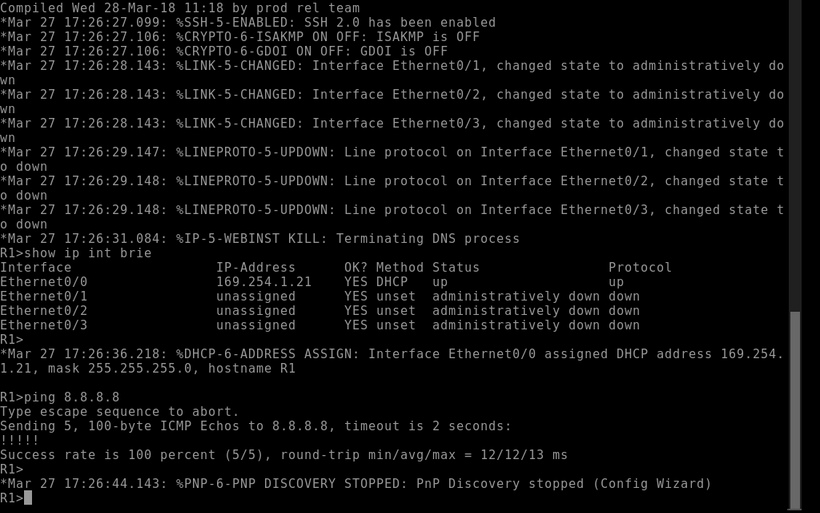 Compiled Wed 28-Mar-18 11:18 by prod rel team
*Mar 27 17:26:27.099: %SSH-5-ENABLED: SSH 2.0 has been enabled
*Mar 27 17:26:27.106: %CRYPTO-6-ISAKMP ON OFF: ISAKMP is OFF
*Mar 27 17:26:27.106: %CRYPTO-6-GDOI ON OFF: GDOI is OFF
*Mar 27 17:26:28.143: %LINK-5-CHANGED: Interface Ethernet0/1, changed state to administratively do
wn
*Mar 27 17:26:28.143: %LINK-5-CHANGED: Interface Ethernet0/2, changed state to administratively do
wn
*Mar 27 17:26:28.143: %LINK-5-CHANGED: Interface Ethernet0/3, changed state to administratively do
wn
*Mar 27 17:26:29.147: %LINEPROTO-5-UPDOWN: Line protocol on Interface Ethernet0/1, changed state t
o down
*Mar 27 17:26:29.148: %LINEPROTO-5-UPDOWN: Line protocol on Interface Ethernet0/2, changed state t
o down
*Mar 27 17:26:29.148: %LINEPROTO-5-UPDOWN: Line protocol on Interface Ethernet0/3, changed state t
o down
*Mar 27 17:26:31.084: %IP-5-WEBINST KILL: Terminating DNS process
R1>show ip int brie
Interface                  IP-Address      OK? Method Status                Protocol
Ethernet0/0                169.254.1.21    YES DHCP   up                    up
Ethernet0/1                unassigned      YES unset  administratively down down
Ethernet0/2                unassigned      YES unset  administratively down down
Ethernet0/3                unassigned      YES unset  administratively down down
R1>
*Mar 27 17:26:36.218: %DHCP-6-ADDRESS ASSIGN: Interface Ethernet0/0 assigned DHCP address 169.254.
1.21, mask 255.255.255.0, hostname R1
R1>ping 8.8.8.8
Type escape sequence to abort.
Sending 5, 100-byte ICMP Echos to 8.8.8.8, timeout is 2 seconds:
!!!!!
Success rate is 100 percent (5/5), round-trip min/avg/max = 12/12/13 ms
R1>
*Mar 27 17:26:44.143: %PNP-6-PNP DISCOVERY STOPPED: PnP Discovery stopped (Config Wizard)
R1>